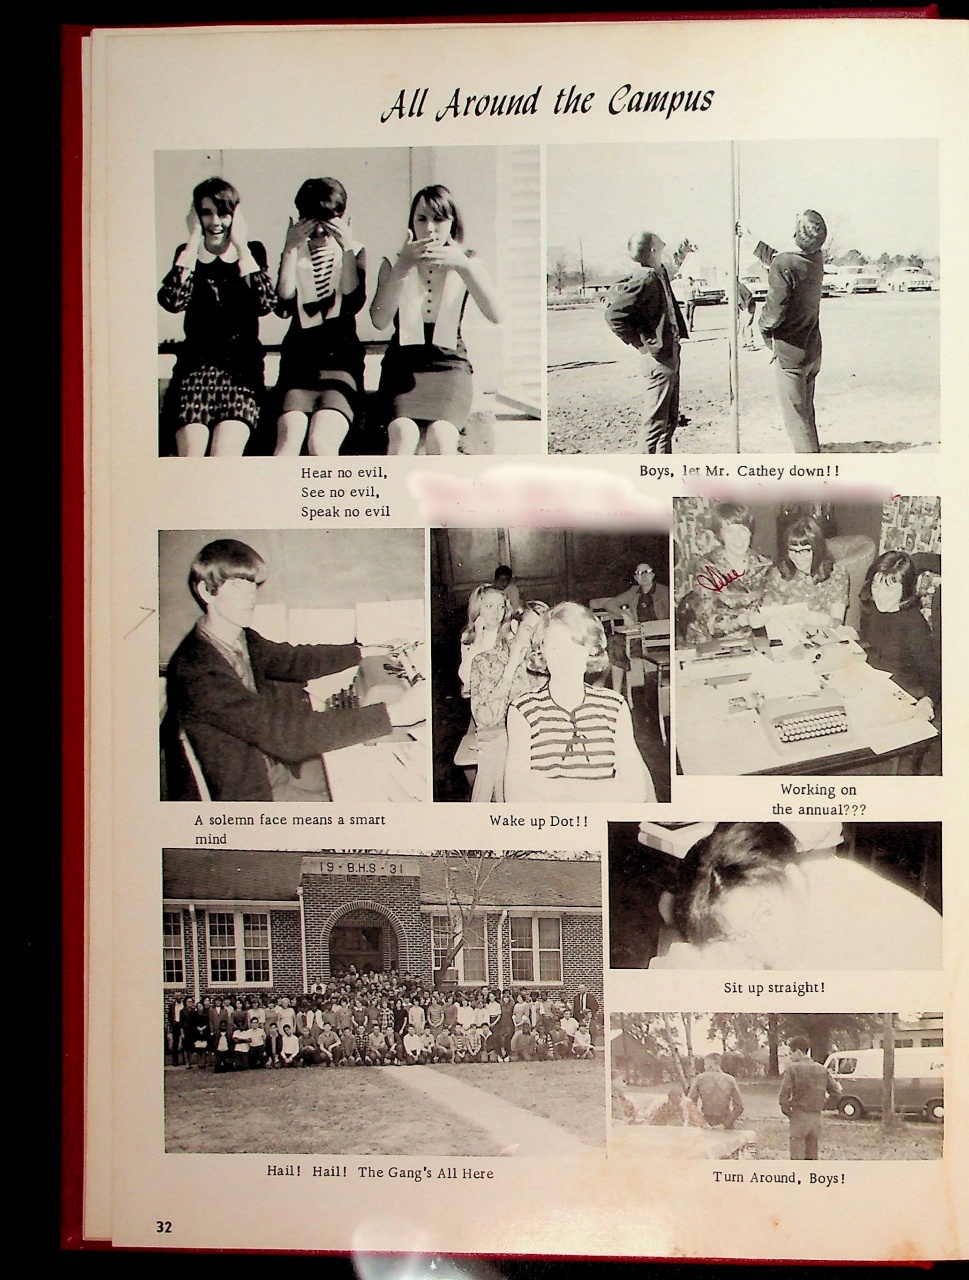 All Around the Campus
Hear no evil,
See no evil,
Speak no evil
Boys, let Mr. Cathey down!!
A solemn face means a smart
mind
Wake up Dot!!
Working on
the annual???
19 - B.H.S - 31
Sit up straight!
Hail! Hail! The Gang's All Here
Turn Around, Boys!
32